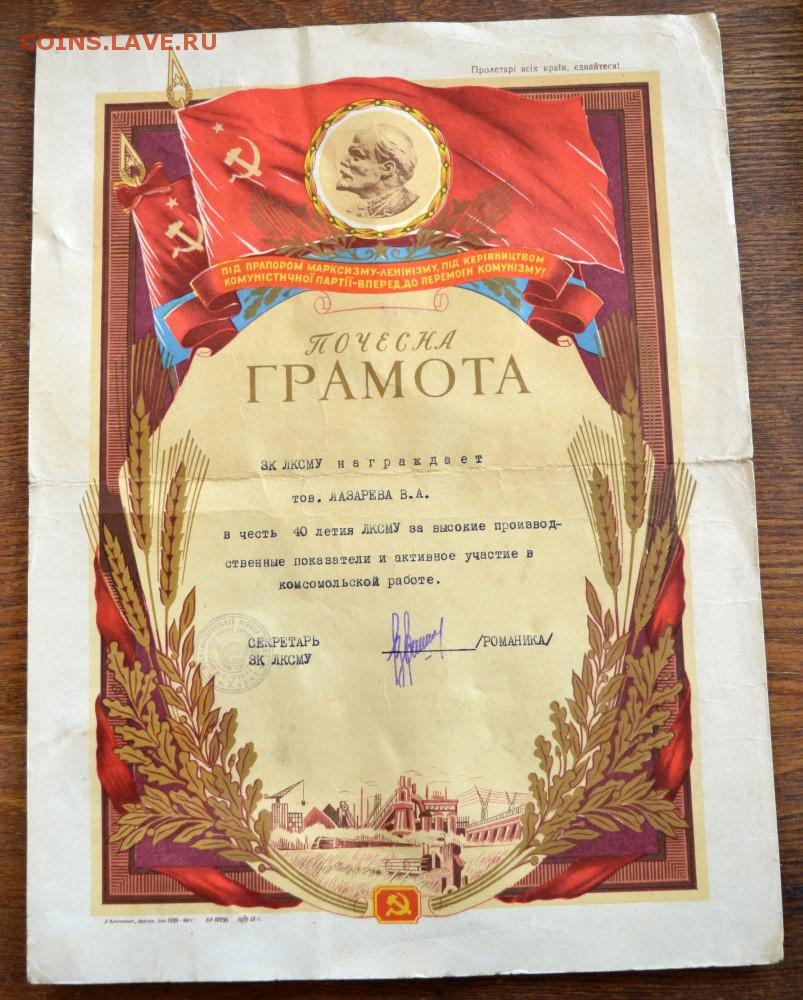 COINS.LAVE.RU
Пролетарі всіх країн, єднайтеся!
ПІД ПРАПОРОМ МАРКСИЗМУ-ЛЕНІНІЗМУ, ПІД КЕРІВНИЦТВОМ
КОМУНІСТИЧНОЇ ПАРТІЇ-ВПЕРЕД, ДО ПЕРЕМОГИ КОМУНІЗМУ!
ПОЧЕСНА
ГРАМОТА
ЗК ЛКСМУ награждает
тов. ЛАЗАРЕВА В.А.
в честь 40 летия ЛКСМУ за высокие производ-
ственные показатели и активное участие в
комсомольской работе.
СЕКРЕТАРЬ /РОМАНИКА/
ЗК ЛКСМУ